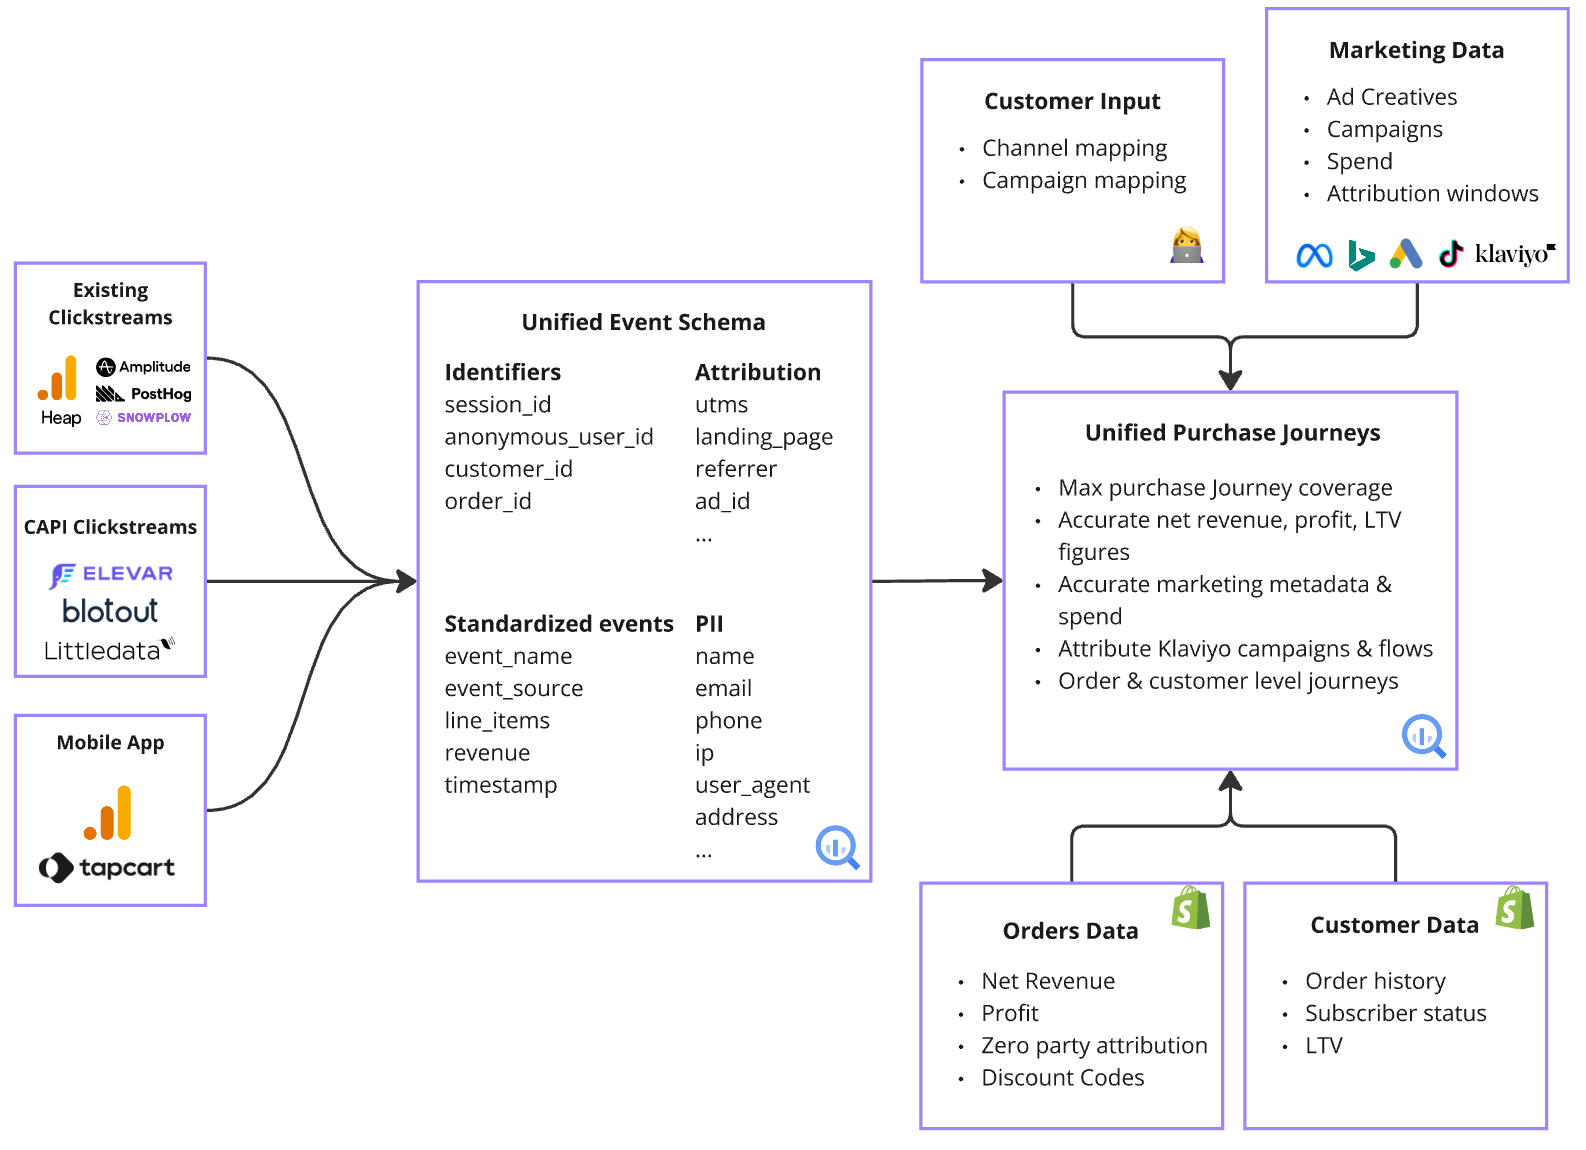 Existing
Clickstreams
Amplitude
PostHog
Heap
SNOWPLOW
CAPI Clickstreams
ELEVAR
blotout
Littledata
Mobile App
tapcart
Unified Event Schema
Identifiers
session_id
anonymous_user_id
customer_id
order_id
Attribution
utms
landing_page
referrer
ad_id
...
Standardized events
event_name
event_source
line_items
revenue
timestamp
PII
name
email
phone
ip
user_agent
address
...
Customer Input
• Channel mapping
• Campaign mapping
Marketing Data
• Ad Creatives
• Campaigns
• Spend
• Attribution windows
klaviyo
Unified Purchase Journeys
• Max purchase Journey coverage
• Accurate net revenue, profit, LTV
figures
• Accurate marketing metadata &
spend
• Attribute Klaviyo campaigns & flows
• Order & customer level journeys
Orders Data
• Net Revenue
• Profit
• Zero party attribution
• Discount Codes
Customer Data
• Order history
• Subscriber status
• LTV